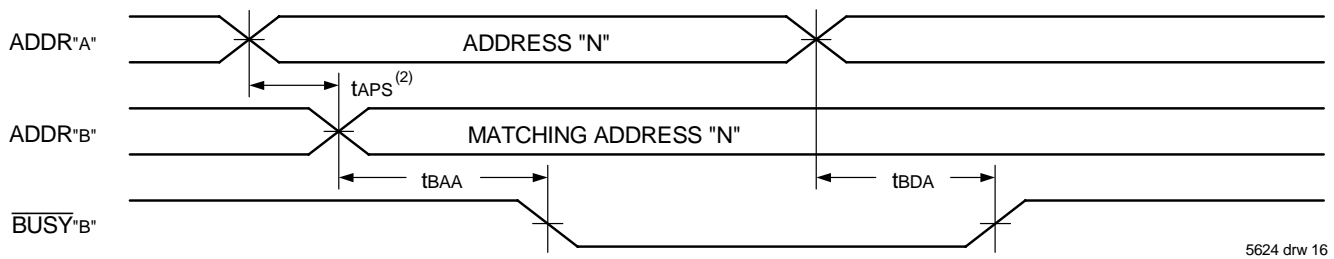 ADDR"A"
ADDRESS "N"
tAPS(2)
ADDR"B"
MATCHING ADDRESS "N"
tBAA
tBDA
BUSY"B"
5624 drw 16